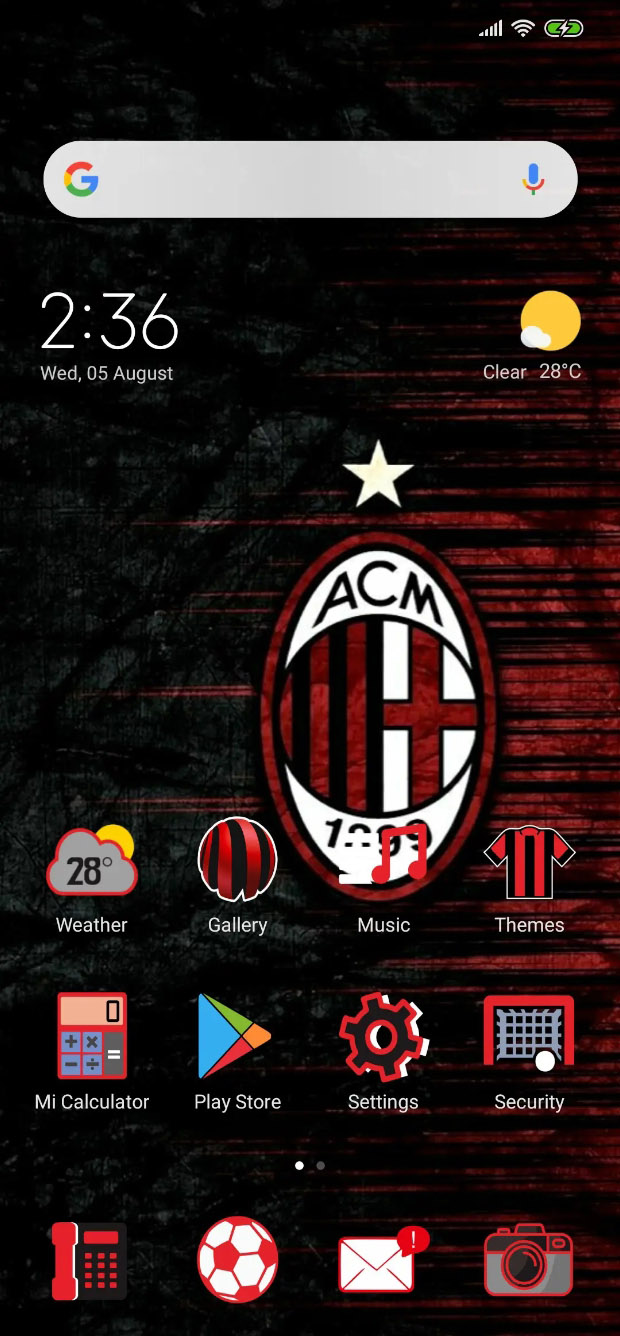 2:36
Wed, 05 August
Clear 28°C
ACM
1899
28°
Weather
Gallery
Music
Themes
0
Mi Calculator
Play Store
Settings
Security
!